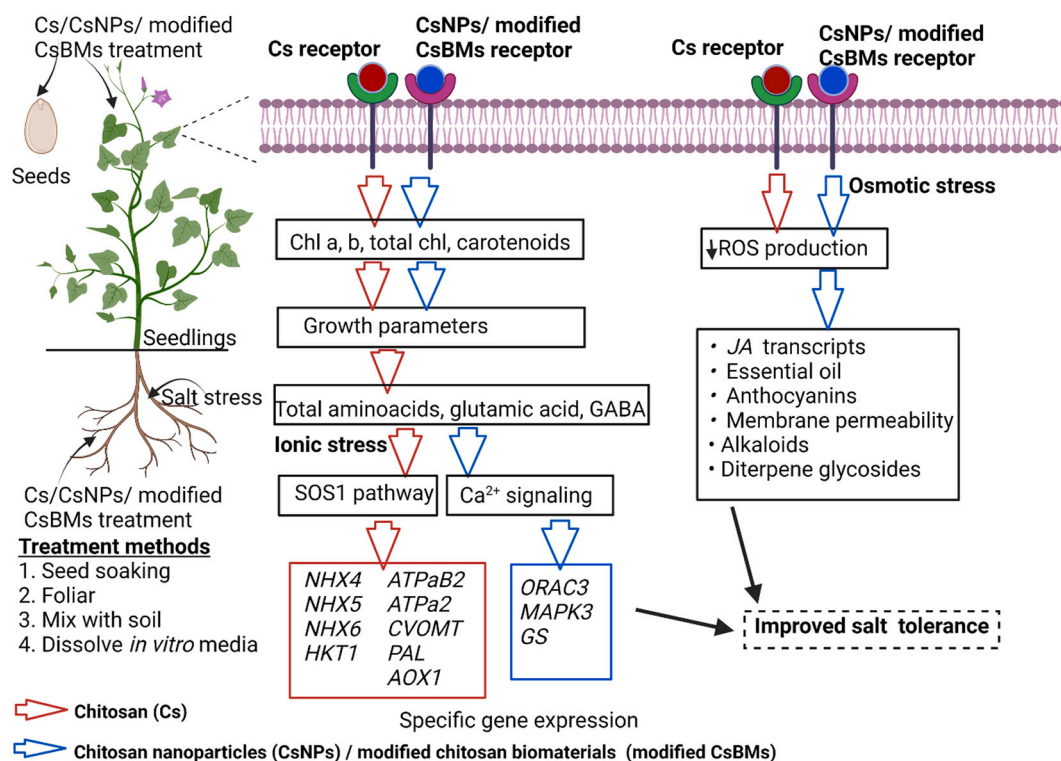 Cs/CsNPs/ modified
CsBMs treatment
Seeds
Seedlings
Salt stress
Cs/CsNPs/ modified
CsBMs treatment
Treatment methods
1. Seed soaking
2. Foliar
3. Mix with soil
4. Dissolve in vitro media
Cs receptor
CsNPs/ modified
CsBMs receptor
Chl a, b, total chl, carotenoids
Growth parameters
Total aminoacids, glutamic acid, GABA
Ionic stress
SOS1 pathway
Ca²⁺ signaling
NHX4
NHX5
NHX6
HKT1
ATPaB2
ATPa2
CVOMT
PAL
AOX1
ORAC3
MAPK3
GS
Specific gene expression
Cs receptor
CsNPs/ modified
CsBMs receptor
Osmotic stress
↓ROS production
• JA transcripts
• Essential oil
• Anthocyanins
• Membrane permeability
• Alkaloids
• Diterpene glycosides
Improved salt tolerance
Chitosan (Cs)
Chitosan nanoparticles (CsNPs) / modified chitosan biomaterials (modified CsBMs)